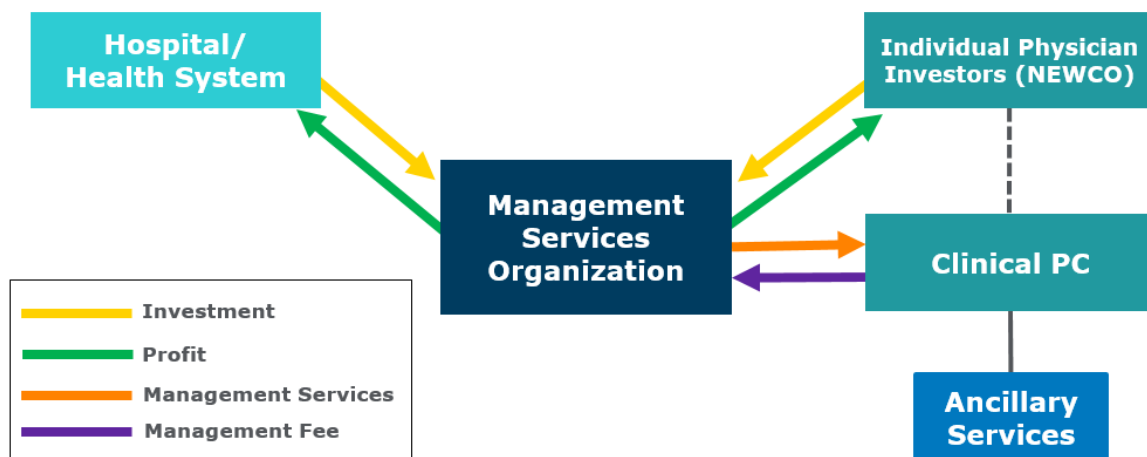 Hospital/
Health System
Individual Physician
Investors (NEWCO)
Management
Services
Organization
Clinical PC
Investment
Profit
Management Services
Management Fee
Ancillary
Services